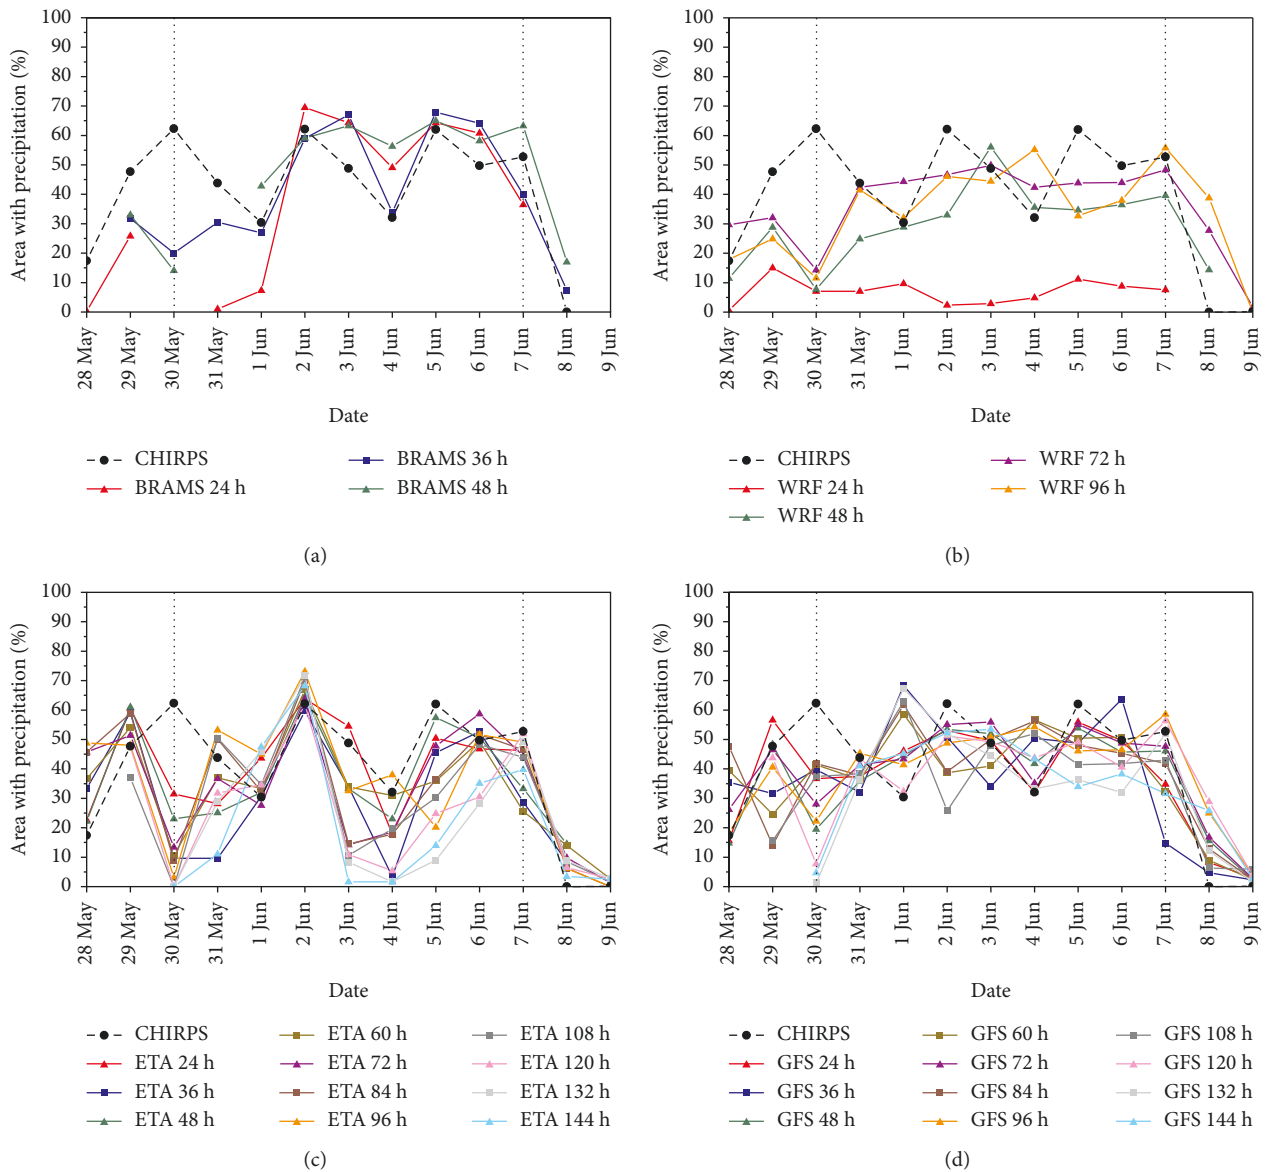 100
90
80
70
60
50
40
30
20
10
0
Area with precipitation (%)
28 May
29 May
30 May
31 May
1 Jun
2 Jun
3 Jun
4 Jun
5 Jun
6 Jun
7 Jun
8 Jun
9 Jun
Date
CHIRPS
BRAMS 24 h
BRAMS 36 h
BRAMS 48 h
(a)
100
90
80
70
60
50
40
30
20
10
0
Area with precipitation (%)
28 May
29 May
30 May
31 May
1 Jun
2 Jun
3 Jun
4 Jun
5 Jun
6 Jun
7 Jun
8 Jun
9 Jun
Date
CHIRPS
WRF 24 h
WRF 48 h
WRF 72 h
WRF 96 h
(b)
100
90
80
70
60
50
40
30
20
10
0
Area with precipitation (%)
28 May
29 May
30 May
31 May
1 Jun
2 Jun
3 Jun
4 Jun
5 Jun
6 Jun
7 Jun
8 Jun
9 Jun
Date
CHIRPS
ETA 24 h
ETA 36 h
ETA 48 h
ETA 60 h
ETA 72 h
ETA 84 h
ETA 96 h
ETA 108 h
ETA 120 h
ETA 132 h
ETA 144 h
(c)
100
90
80
70
60
50
40
30
20
10
0
Area with precipitation (%)
28 May
29 May
30 May
31 May
1 Jun
2 Jun
3 Jun
4 Jun
5 Jun
6 Jun
7 Jun
8 Jun
9 Jun
Date
CHIRPS
GFS 24 h
GFS 36 h
GFS 48 h
GFS 60 h
GFS 72 h
GFS 84 h
GFS 96 h
GFS 108 h
GFS 120 h
GFS 132 h
GFS 144 h
(d)